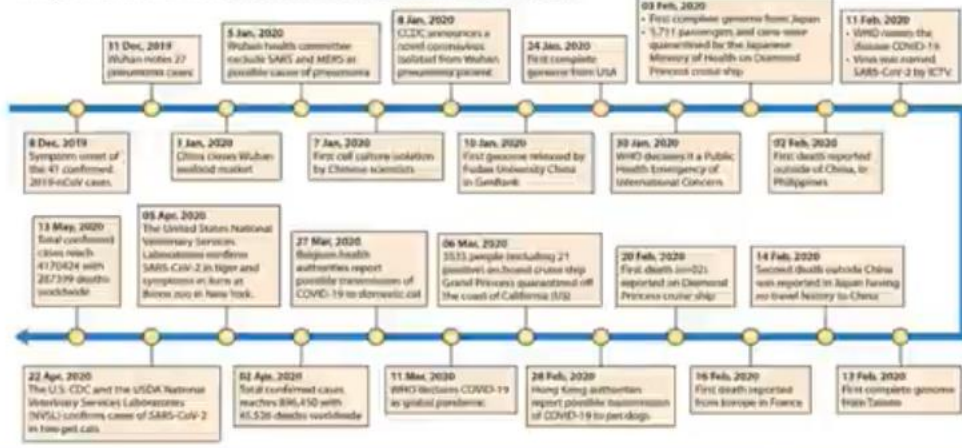 31 Dec, 2019
Wuhan notes 27
pneumonia cases
5 Jan, 2020
Wuhan health committee
exclude SARS and MERS as
possible cause of pneumonia
8 Jan, 2020
CCDC announces a
novel coronavirus
isolated from Wuhan
pneumonia patient
24 Jan, 2020
First complete
genome from USA
03 Feb, 2020
• First complete genome from Japan
• 3,711 passengers and crew were
quarantined by the Japanese
Ministry of Health on Diamond
Princess cruise ship
11 Feb, 2020
• WHO names the
disease COVID-19
• Virus was named
SARS-CoV-2 by ICTV
8 Dec, 2019
Symptom onset of
the 41 confirmed
2019-nCoV cases
1 Jan, 2020
China closes Wuhan
seafood market
7 Jan, 2020
First cell culture isolation
by Chinese scientists
10 Jan, 2020
First genome released by
Fudan University China
in GenBank
30 Jan, 2020
WHO declares it a Public
Health Emergency of
International Concern
02 Feb, 2020
First death reported
outside of China, in
Philippines
13 May, 2020
Total confirmed
cases reach
4170424 with
287399 deaths
worldwide
05 Apr, 2020
The United States National
Veterinary Services
Laboratories confirm
SARS-CoV-2 in tiger and
symptoms in lions at
Bronx zoo in New York.
27 Mar, 2020
Belgium health
authorities report
possible transmission of
COVID-19 to domestic cat
06 Mar, 2020
3533 people (including 21
positive) on board cruise ship
Grand Princess quarantined off
the coast of California (US)
20 Feb, 2020
First death (n=02)
reported on Diamond
Princess cruise ship
14 Feb, 2020
Second death outside China
was reported in Japan having
no travel history to China
22 Apr, 2020
The U.S. CDC and the USDA National
Veterinary Services Laboratories
(NVSL) confirms cases of SARS-CoV-2
in two pet cats
02 Apr, 2020
Total confirmed cases
reaches 896,450 with
45,526 deaths worldwide
11 Mar, 2020
WHO declares COVID-19
as global pandemic
28 Feb, 2020
Hong Kong authorities
report possible transmission
of COVID-19 to pet dogs
16 Feb, 2020
First death reported
from Europe in France
13 Feb, 2020
First complete genome
from Taiwan